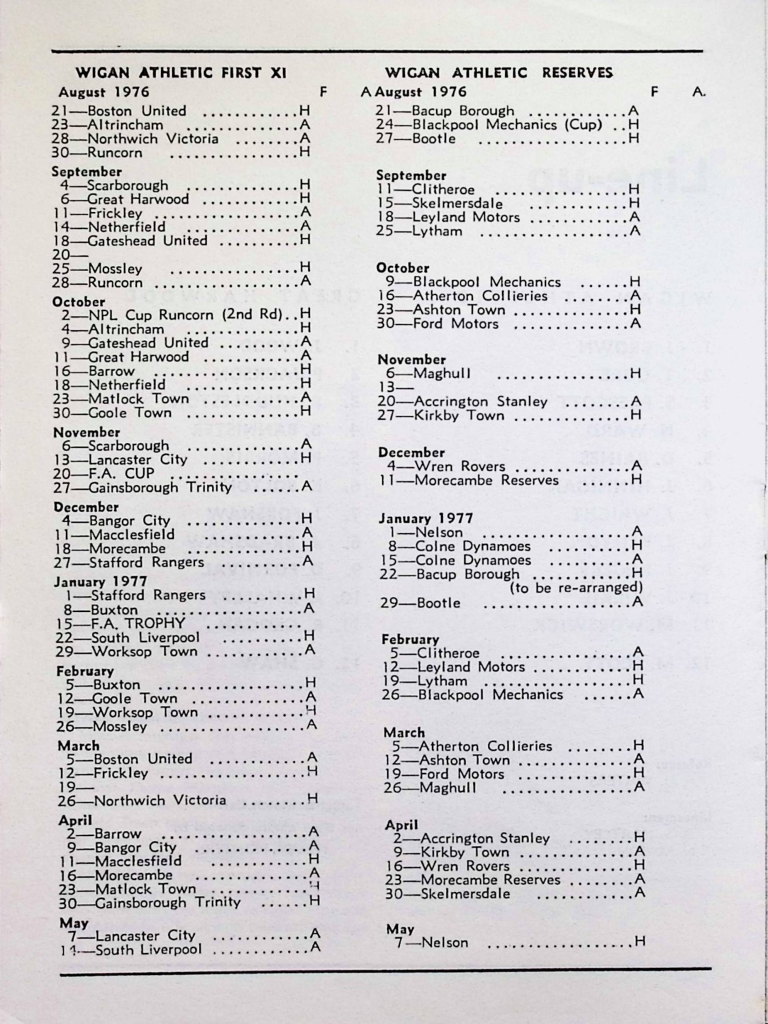 WIGAN ATHLETIC FIRST XI
August 1976 F A
21—Boston United ............H
23—Altrincham ...............A
28—Northwich Victoria ........A
30—Runcorn ................H
September
4—Scarborough ..............H
6—Great Harwood ............H
11—Frickley ..................A
14—Netherfield ...............A
18—Gateshead United ..........H
20—
25—Mossley ................H
28—Runcorn ................A
October
2—NPL Cup Runcorn (2nd Rd)..H
4—Altrincham ...............H
9—Gateshead United ..........A
11—Great Harwood ............A
16—Barrow ..................H
18—Netherfield ...............H
23—Matlock Town .............A
30—Goole Town ..............H
November
6—Scarborough ..............A
13—Lancaster City ............H
20—F.A. CUP ................
27—Gainsborough Trinity ......A
December
4—Bangor City ..............H
11—Macclesfield ..............A
18—Morecambe ..............H
27—Stafford Rangers ..........A
January 1977
1—Stafford Rangers ..........H
8—Buxton ..................A
15—F.A. TROPHY ............
22—South Liverpool ............H
29—Worksop Town ............A
February
5—Buxton ..................H
12—Goole Town ..............A
19—Worksop Town ............H
26—Mossley ................A
March
5—Boston United ............A
12—Frickley ..................H
19—
26—Northwich Victoria ........H
April
2—Barrow ..................A
9—Bangor City ..............A
11—Macclesfield ..............H
16—Morecambe ..............A
23—Matlock Town ............H
30—Gainsborough Trinity ......H
May
7—Lancaster City ............A
14—South Liverpool ............A
WIGAN ATHLETIC RESERVES
August 1976 F A.
21—Bacup Borough ............A
24—Blackpool Mechanics (Cup) ..H
27—Bootle ..................H
September
11—Clitheroe ................H
15—Skelmersdale ..............H
18—Leyland Motors ............A
25—Lytham ..................A
October
9—Blackpool Mechanics ......H
16—Atherton Collieries ........A
23—Ashton Town ..............H
30—Ford Motors ..............A
November
6—Maghull ................H
13—
20—Accrington Stanley ........A
27—Kirkby Town ..............H
December
4—Wren Rovers ..............A
11—Morecambe Reserves ........H
January 1977
1—Nelson ..................A
8—Colne Dynamoes ..........H
15—Colne Dynamoes ..........A
22—Bacup Borough ............H
(to be re-arranged)
29—Bootle ..................A
February
5—Clitheroe ................A
12—Leyland Motors ............H
19—Lytham ..................H
26—Blackpool Mechanics ......A
March
5—Atherton Collieries ........H
12—Ashton Town ..............A
19—Ford Motors ..............H
26—Maghull ................A
April
2—Accrington Stanley ........H
9—Kirkby Town ..............A
16—Wren Rovers ..............H
23—Morecambe Reserves ........A
30—Skelmersdale ............A
May
7—Nelson ..................H